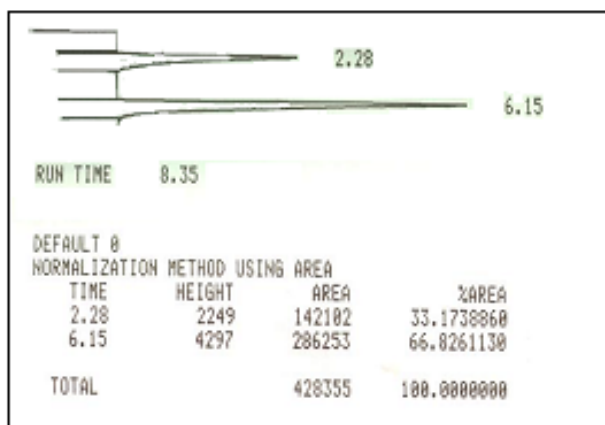 2.28
6.15
RUN TIME 8.35
DEFAULT 0
NORMALIZATION METHOD USING AREA
TIME HEIGHT AREA %AREA
2.28 2249 142102 33.1738860
6.15 4297 286253 66.8261130
TOTAL 428355 100.0000000